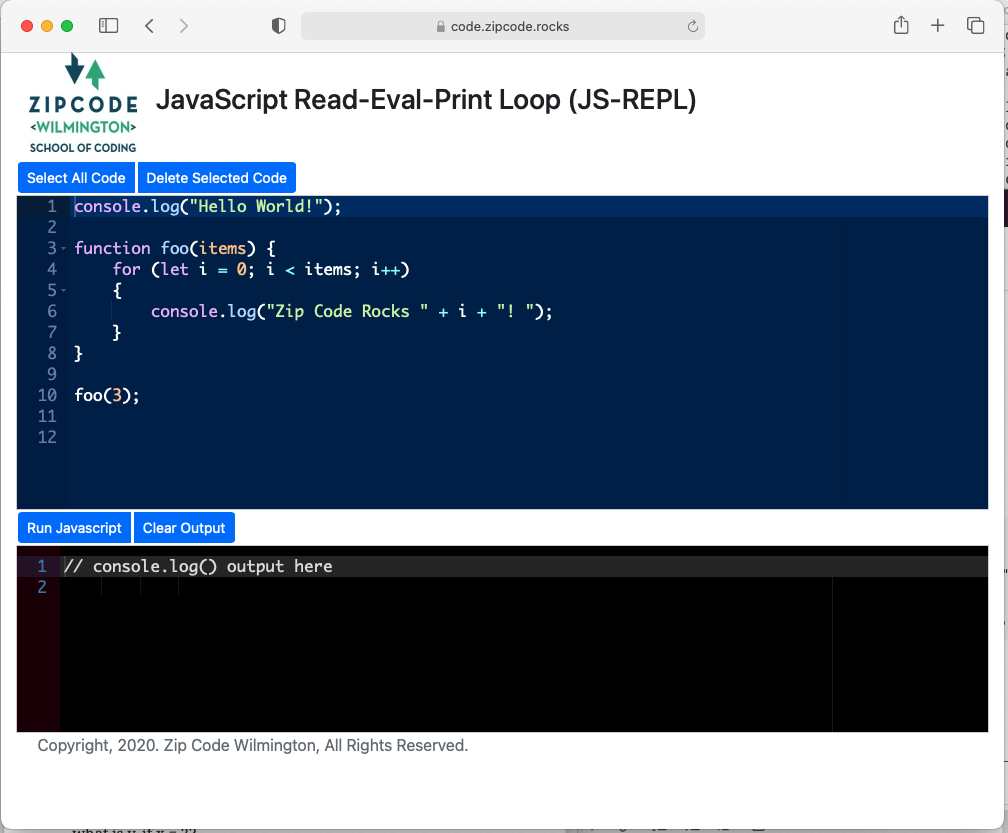 code.zipcode.rocks
ZIPCODE
<WILMINGTON>
SCHOOL OF CODING
JavaScript Read-Eval-Print Loop (JS-REPL)
Select All Code Delete Selected Code
1 console.log("Hello World!");
2
3 function foo(items) {
4 for (let i = 0; i < items; i++)
5 {
6 console.log("Zip Code Rocks " + i + "! ");
7 }
8 }
9
10 foo(3);
11
12
Run Javascript Clear Output
1 // console.log() output here
2
Copyright, 2020. Zip Code Wilmington, All Rights Reserved.